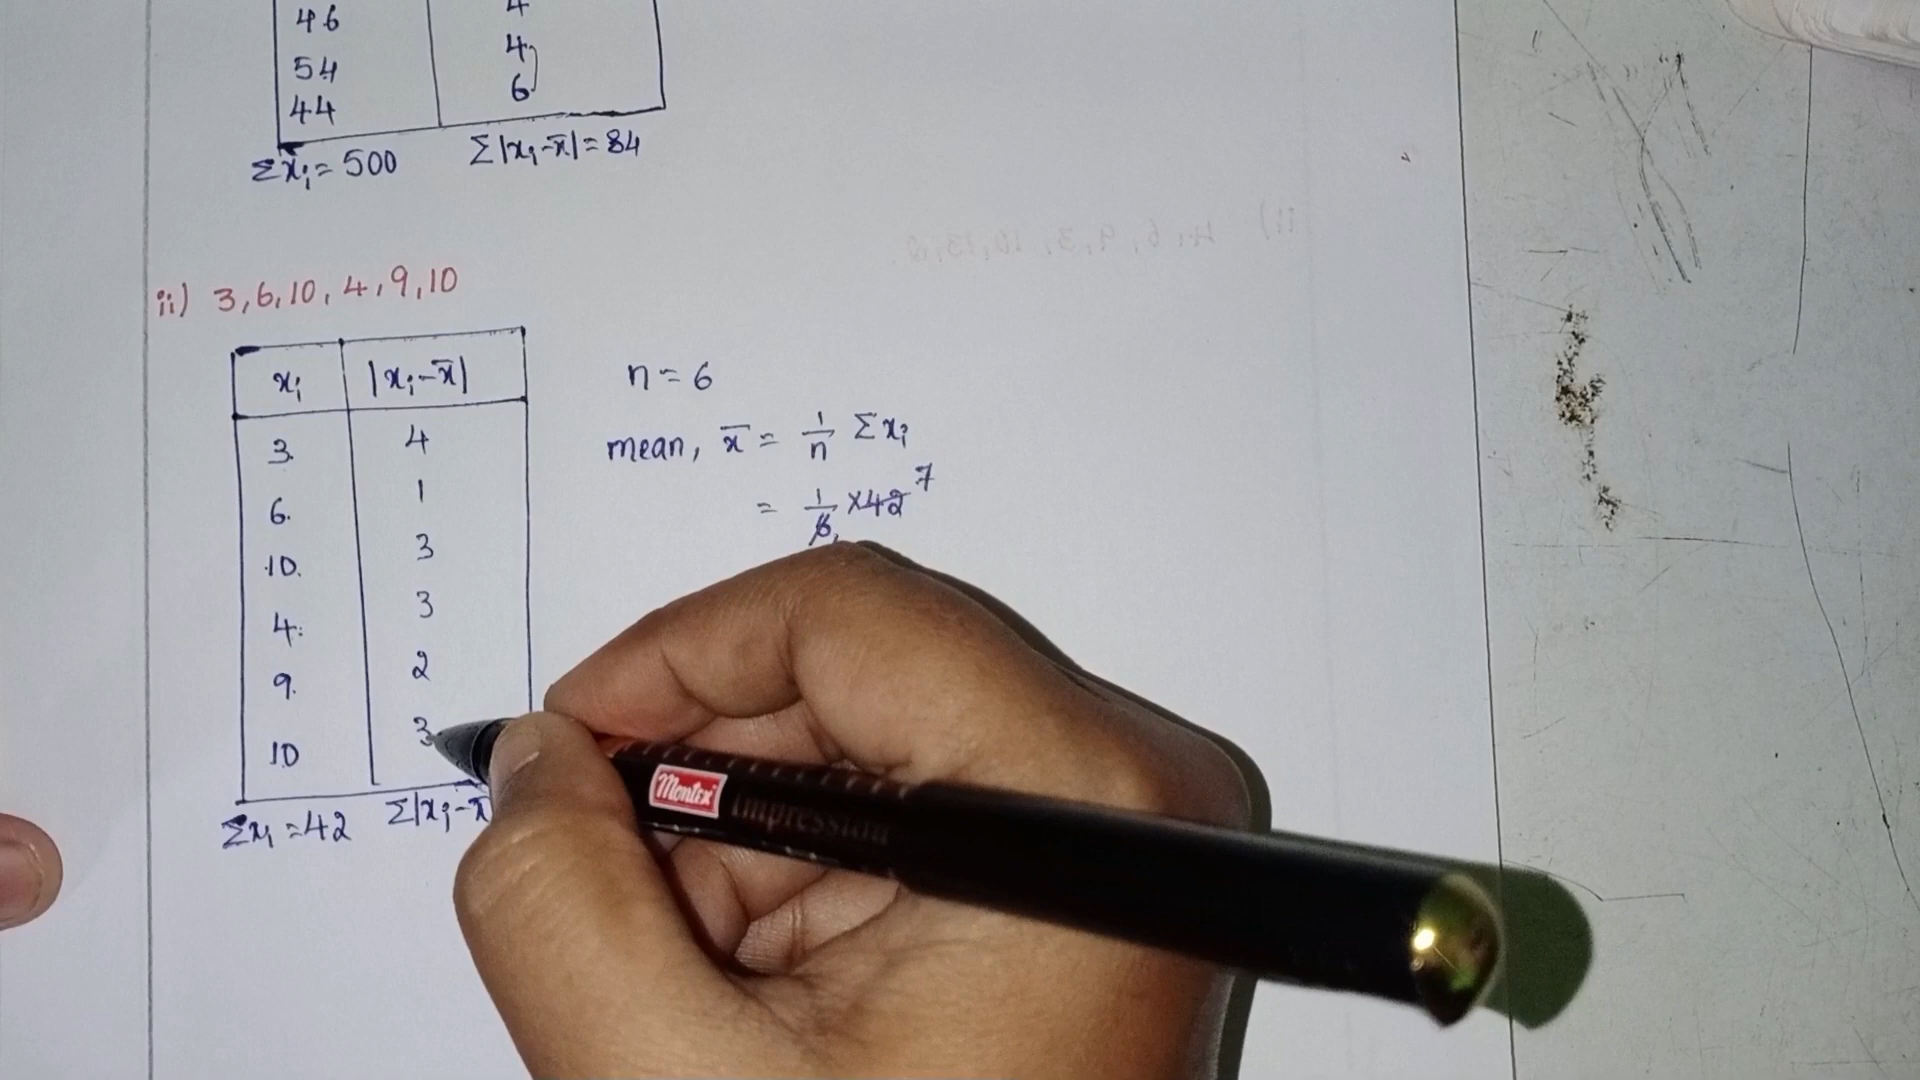 46 4
54 4
44 6
Σxi = 500 Σ|xi-x̄| = 84
ii) 3, 6, 10, 4, 9, 10
xi |xi-x̄|
3 4
6 1
10 3
4 3
9 2
10 3
Σxi = 42 Σ|xi-x̄
n = 6
mean, x̄ = 1/n Σxi
= 1/6 × 42 7
Montex
impression